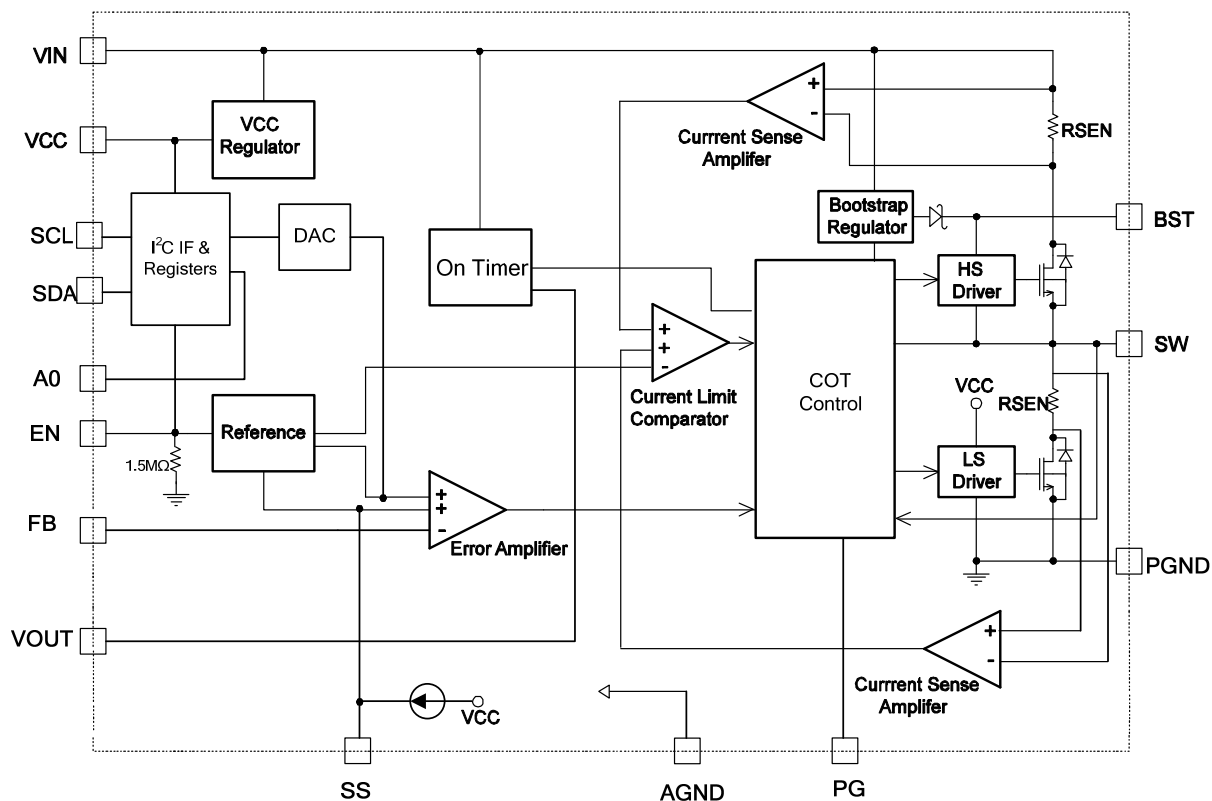 VIN
VCC
Regulator
+
-
Currrent Sense
Amplifer
RSEN
VCC
SCL
I²C IF &
Registers
DAC
On Timer
Bootstrap
Regulator
BST
SDA
HS
Driver
A0
+
+
-
Current Limit
Comparator
COT
Control
SW
VCC
RSEN
EN
1.5MΩ
Reference
LS
Driver
FB
+
+
-
Error Amplifier
PGND
VOUT
+
-
Currrent Sense
Amplifer
VCC
SS
AGND
PG